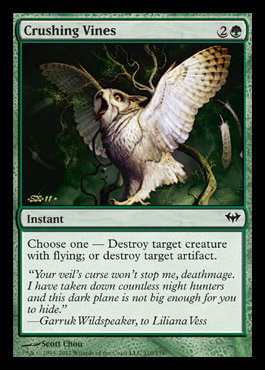 Crushing Vines 2
Instant
Choose one — Destroy target creature
with flying; or destroy target artifact.
“Your veil's curse won't stop me, deathmage.
I have taken down countless night hunters
and this dark plane is not big enough for you
to hide.”
—Garruk Wildspeaker, to Liliana Vess
Scott Chou